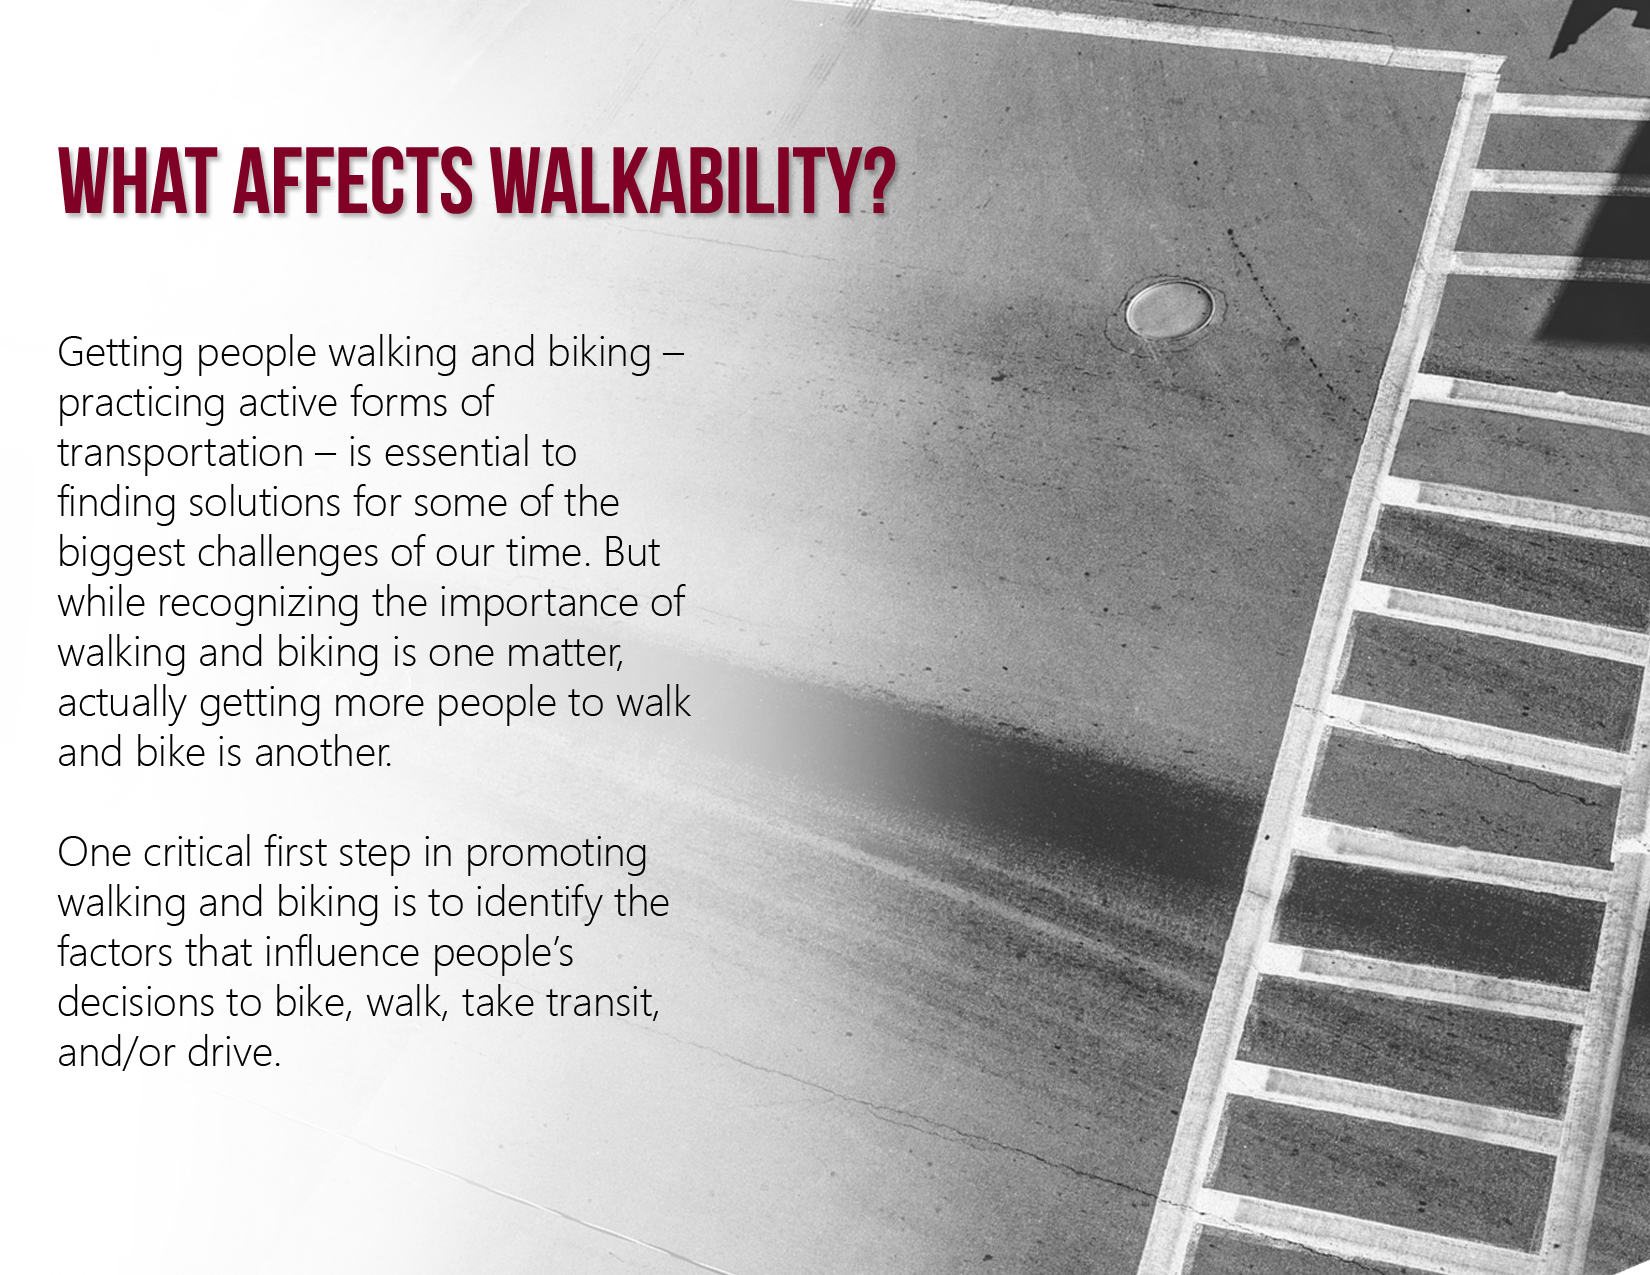 WHAT AFFECTS WALKABILITY?
Getting people walking and biking –
practicing active forms of
transportation – is essential to
finding solutions for some of the
biggest challenges of our time. But
while recognizing the importance of
walking and biking is one matter,
actually getting more people to walk
and bike is another.
One critical first step in promoting
walking and biking is to identify the
factors that influence people’s
decisions to bike, walk, take transit,
and/or drive.